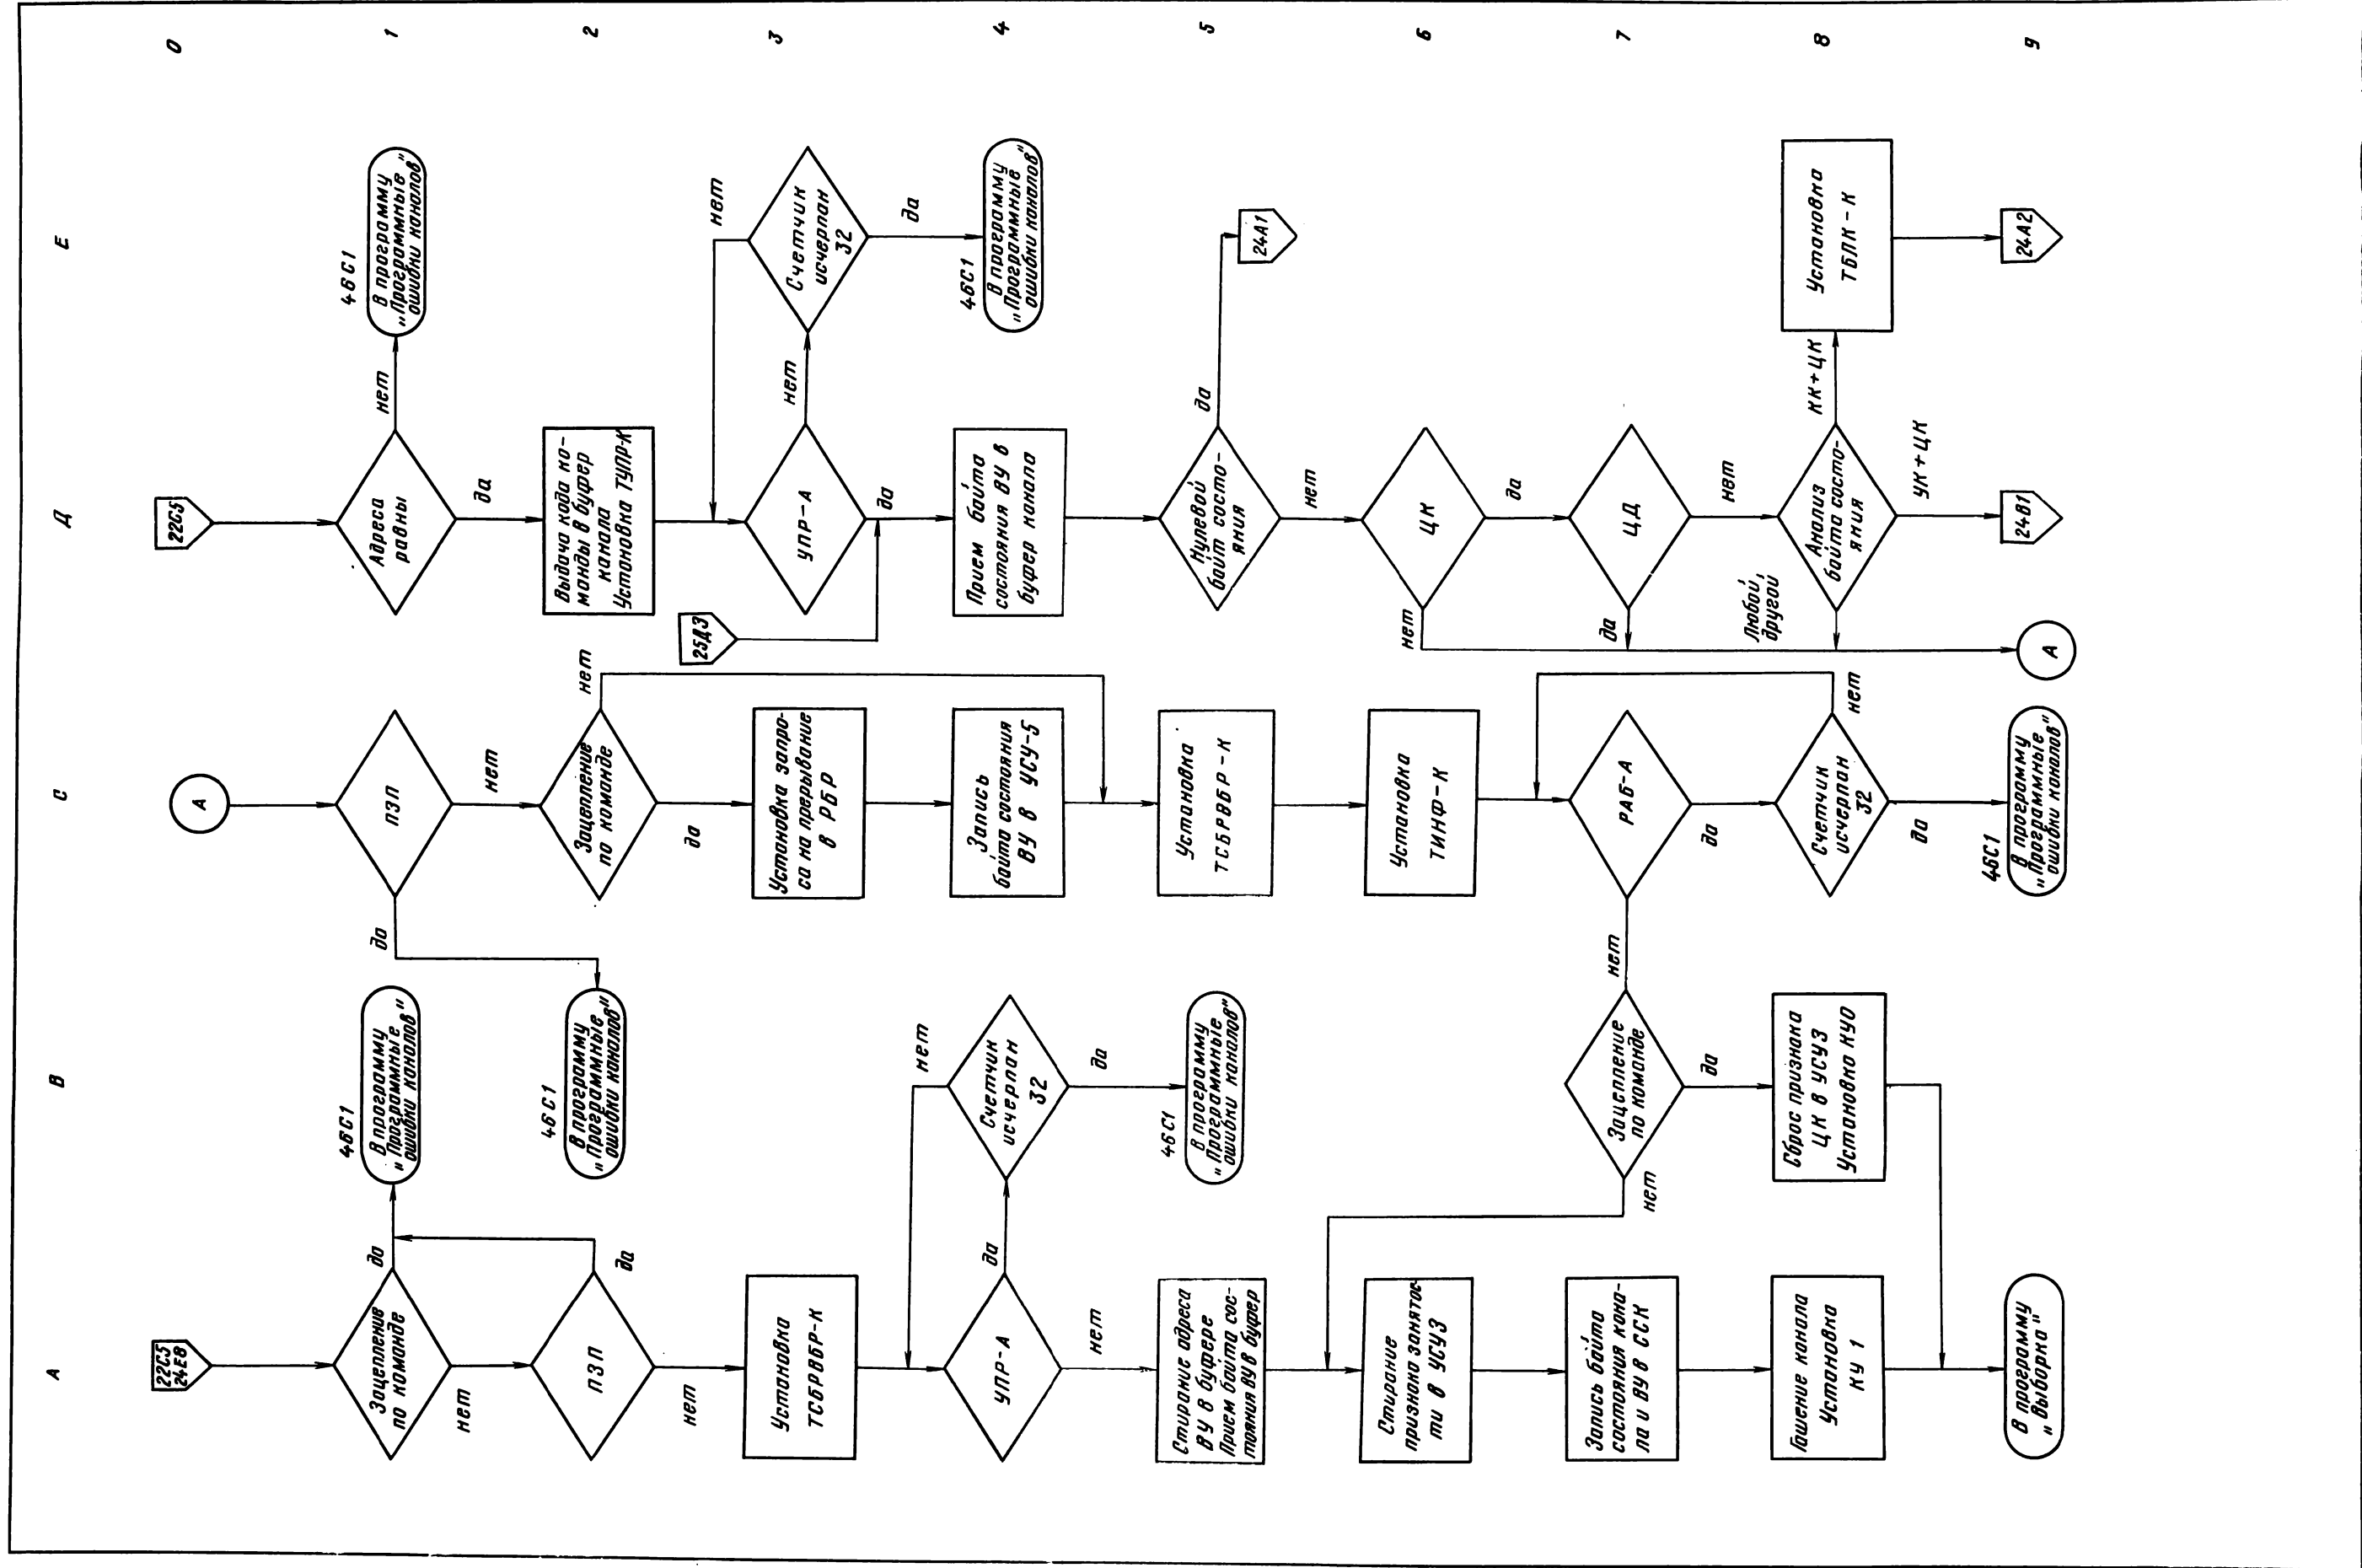 A
B
C
Д
E
0
1
2
3
4
5
6
7
8
9
22С5
24Е8
Зацепление
по команде
да
нет
46С1
В программу
„Программные
ошибки каналов"
ПЗП
да
нет
46С1
В программу
„Программные
ошибки каналов"
Установка
ТСБРВБР-К
УПР-А
да
нет
Счетчик
исчерпан
32
нет
да
46С1
В программу
„Программные
ошибки каналов"
Стирание адреса
ВУ в буфере
Прием байта сос-
тояния ВУ в буфер
Стирание
признака занятос-
ти в УСУЗ
Запись байта
состояния кана-
ла и ВУ в ССК
Гашение канала
Установка
КУ 1
В программу
„Выборка"
Зацепление
по команде
нет
да
Сброс признака
ЦК в УСУЗ
Установка КУО
А
ПЗП
да
нет
Зацепление
по команде
нет
да
Установка запро-
са на прерывание
в РБР
Запись
байта состояния
ВУ в УСУ-5
Установка
ТСБРВБР-К
Установка
ТИНФ-К
РАБ-А
нет
да
Счетчик
исчерпан
32
нет
да
46С1
В программу
„Программные
ошибки каналов"
22С5
Адреса
равны
нет
да
46С1
В программу
„Программные
ошибки каналов"
Выдача кода ко-
манды в буфер
канала
Установка ТУПР-К
25Д3
УПР-А
нет
да
Счетчик
исчерпан
32
нет
да
46С1
В программу
„Программные
ошибки каналов"
Прием байта
состояния ВУ в
буфер канала
Нулевой
байт состо-
яния
да
нет
24А1
ЦК
нет
да
ЦД
да
нет
Анализ
байта состо-
яния
Любой
другой
КК+ЦК
УК+ЦК
Установка
ТБЛК-К
24А2
24В1
А